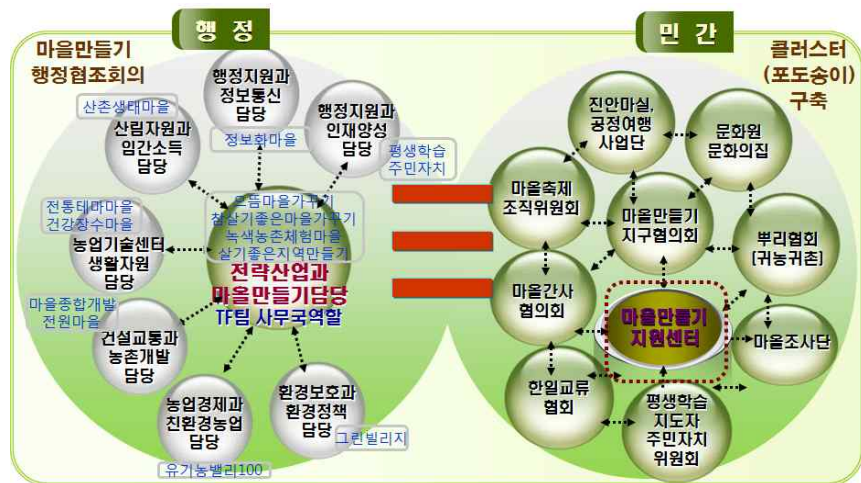 행 정
민 간
마을만들기
행정협조회의
클러스터
(포도송이)
구축
행정지원과
정보통신
담당
정보화마을
산촌생태마을
산림자원과
임간소득
담당
행정지원과
인재양성
담당
평생학습
주민자치
전통테마마을
건강장수마을
농업기술센터
생활자원
담당
으뜸마을가꾸기
참살기좋은마을가꾸기
녹색농촌체험마을
살기좋은지역만들기
전략산업과
마을만들기담당
TF팀 사무국역할
마을종합개발
전원마을
건설교통과
농촌개발
담당
농업경제과
친환경농업
담당
유기농밸리100
환경보호과
환경정책
담당
그린빌리지
진안마실,
공정여행
사업단
문화원
문화의집
마을축제
조직위원회
마을만들기
지구협의회
뿌리협회
(귀농귀촌)
마을간사
협의회
마을만들기
지원센터
마을조사단
한일교류
협회
평생학습
지도자
주민자치
위원회